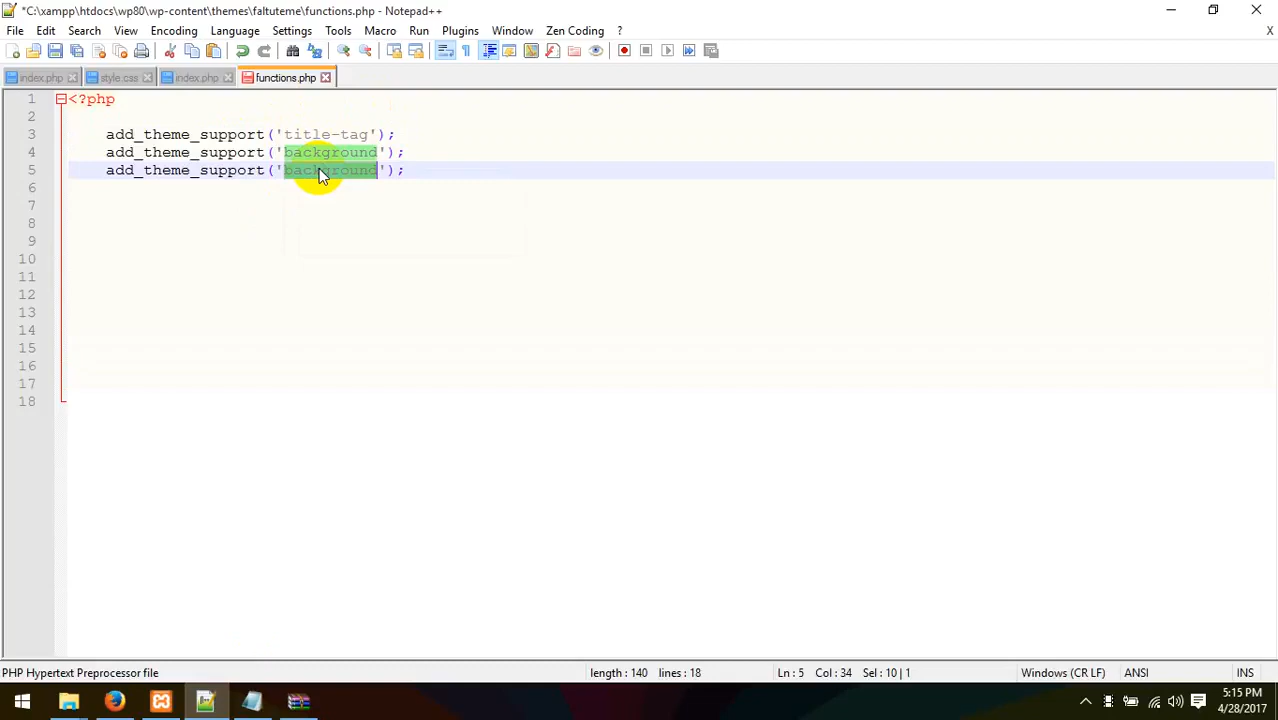 *C:\xampp\htdocs\wp80\wp-content\themes\faltuteme\functions.php - Notepad++
File Edit Search View Encoding Language Settings Tools Macro Run Plugins Window Zen Coding ? X
index.php style.css index.php functions.php
1 <?php
2
3 add_theme_support('title-tag');
4 add_theme_support('background');
5 add_theme_support('background');
6
7
8
9
10
11
12
13
14
15
16
17
18
PHP Hypertext Preprocessor file length : 140 lines : 18 Ln : 5 Col : 34 Sel : 10 | 1 Windows (CR LF) ANSI INS
5:15 PM
4/28/2017